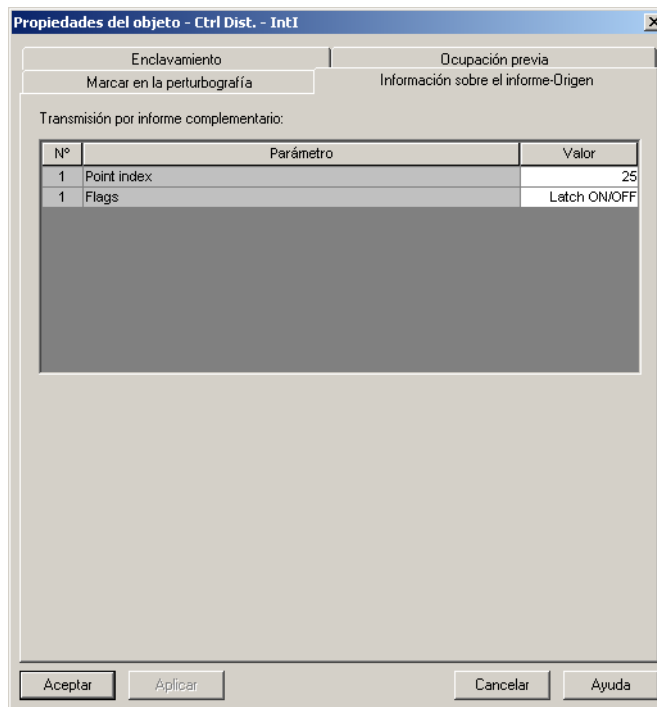 Propiedades del objeto - Ctrl Dist. - IntI
Enclavamiento
Ocupación previa
Marcar en la perturbografía
Información sobre el informe-Origen
Transmisión por informe complementario:
Nº Parámetro Valor
1 Point index 25
1 Flags Latch ON/OFF
Aceptar Aplicar Cancelar Ayuda